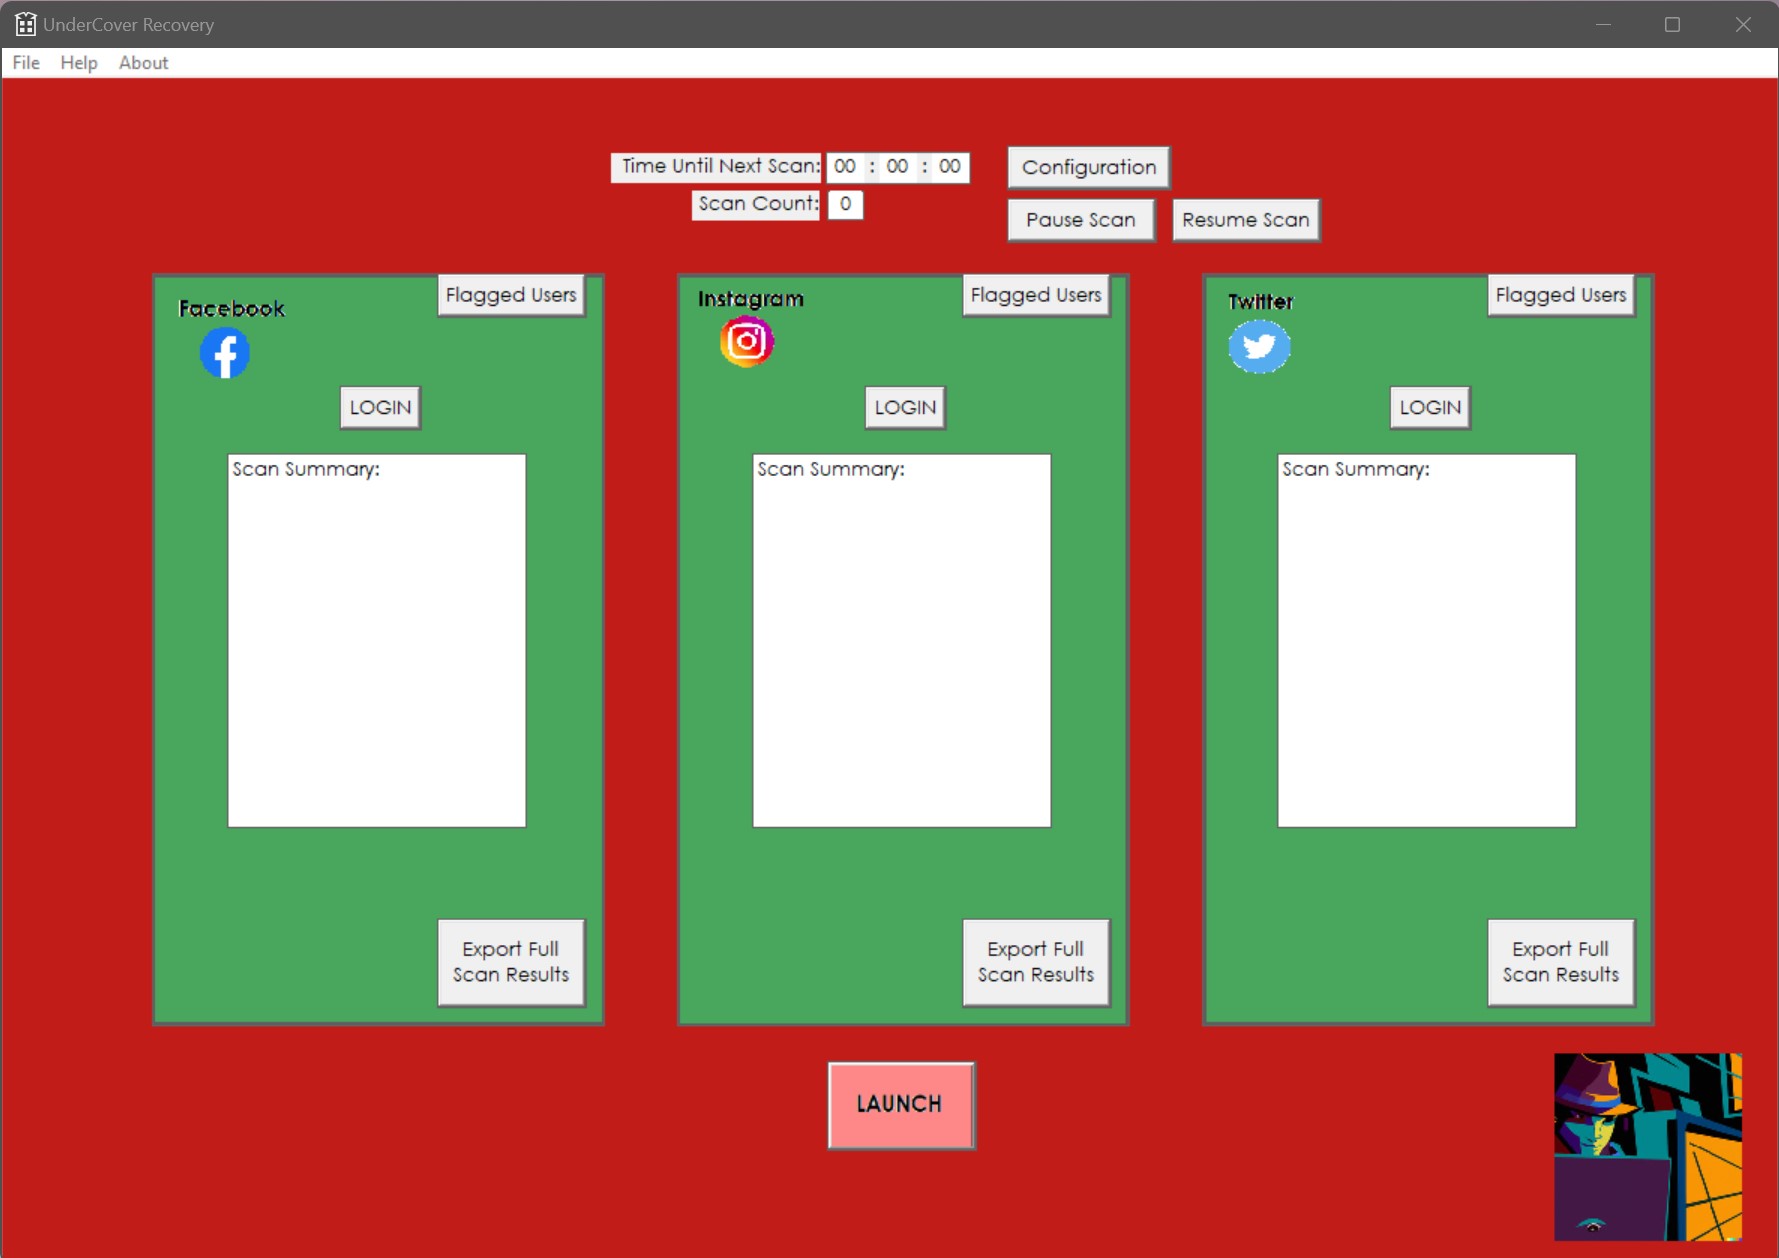 UnderCover Recovery
File Help About
Time Until Next Scan: 00 : 00 : 00
Configuration
Scan Count: 0
Pause Scan
Resume Scan
Facebook
Flagged Users
LOGIN
Scan Summary:
Export Full
Scan Results
Instagram
Flagged Users
LOGIN
Scan Summary:
Export Full
Scan Results
Twitter
Flagged Users
LOGIN
Scan Summary:
Export Full
Scan Results
LAUNCH